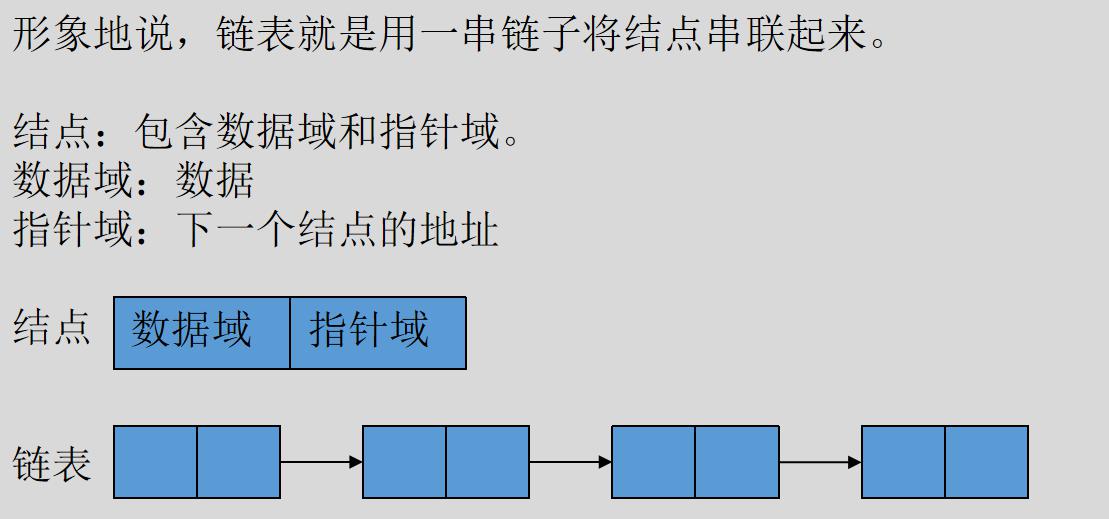 形象地说，链表就是用一串链子将结点串联起来。
结点：包含数据域和指针域。
数据域：数据
指针域：下一个结点的地址
结点 数据域 指针域
链表